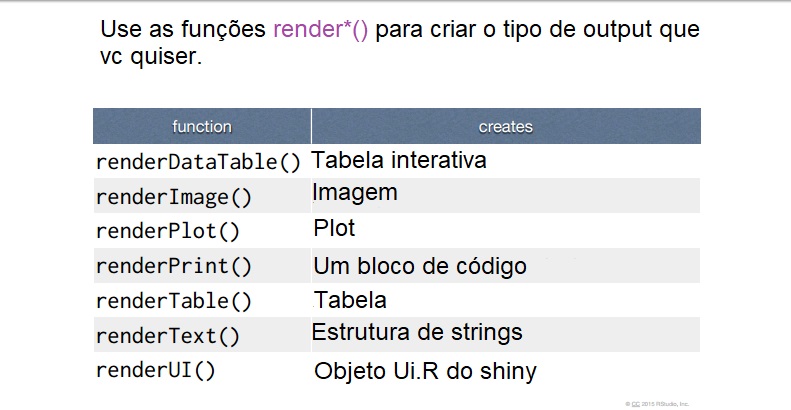 Use as funções render*() para criar o tipo de output que
vc quiser.
function creates
renderDataTable() Tabela interativa
renderImage() Imagem
renderPlot() Plot
renderPrint() Um bloco de código
renderTable() Tabela
renderText() Estrutura de strings
renderUI() Objeto Ui.R do shiny
© CC 2015 RStudio, Inc.